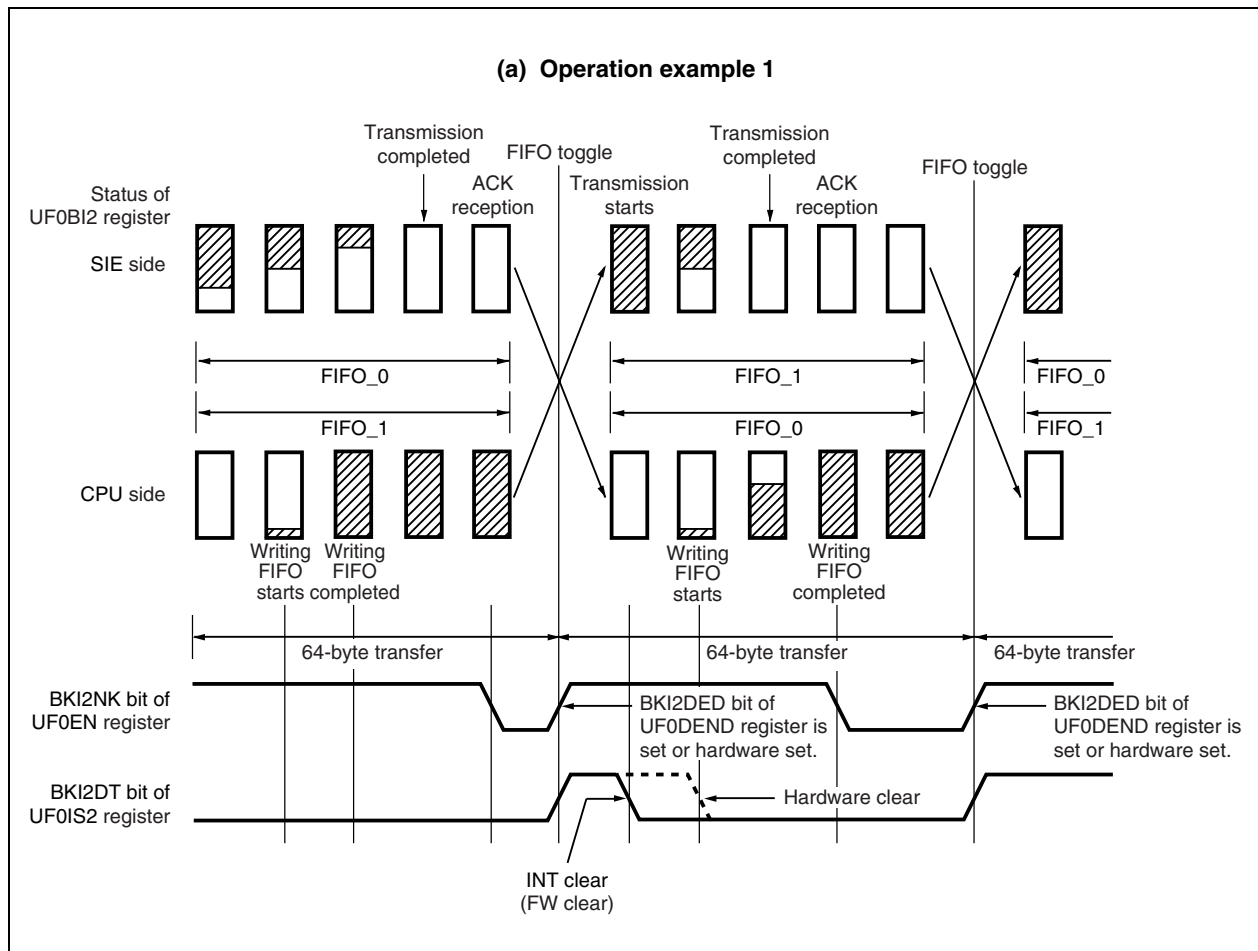 (a) Operation example 1
Transmission
completed
FIFO toggle
Transmission
completed
FIFO toggle
Status of
UF0BI2 register
ACK
reception
Transmission
starts
ACK
reception
SIE side
FIFO_0
FIFO_1
FIFO_0
FIFO_1
FIFO_0
FIFO_1
CPU side
Writing
FIFO
starts
Writing
FIFO
completed
Writing
FIFO
starts
Writing
FIFO
completed
64-byte transfer
64-byte transfer
64-byte transfer
BKI2NK bit of
UF0EN register
BKI2DED bit of
UF0DEND register is
set or hardware set.
BKI2DED bit of
UF0DEND register is
set or hardware set.
BKI2DT bit of
UF0IS2 register
Hardware clear
INT clear
(FW clear)